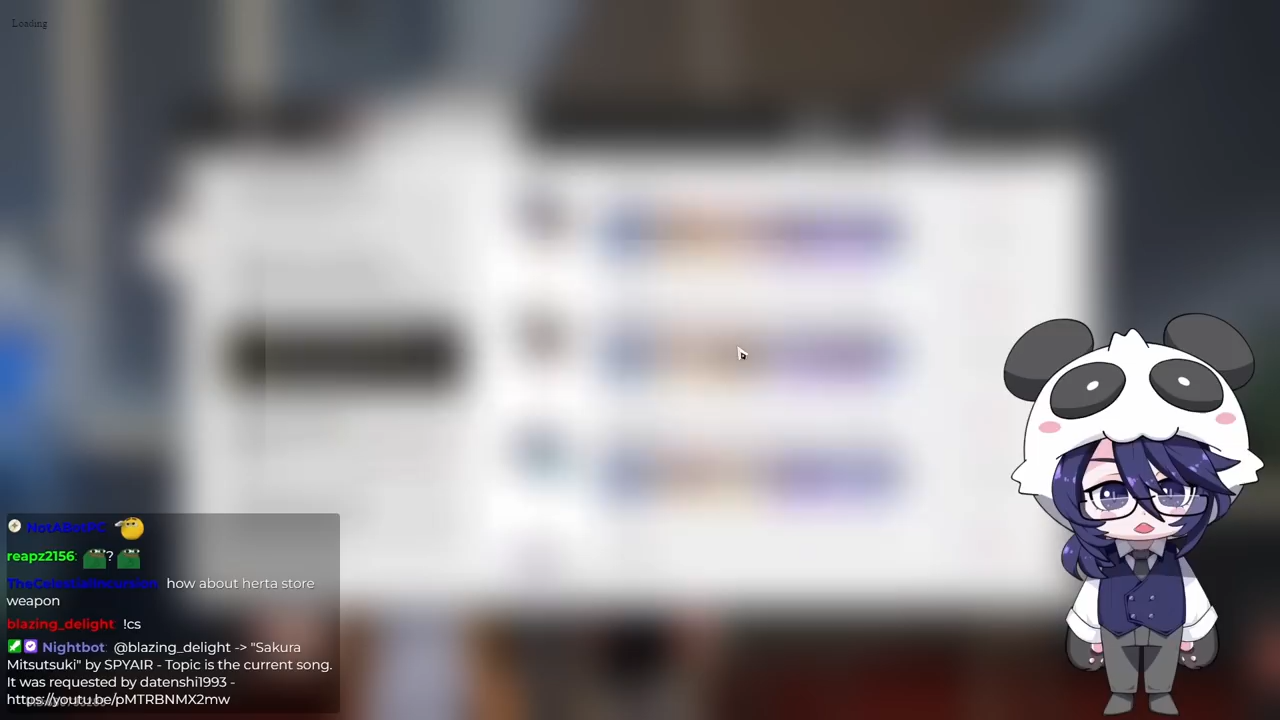 Loading
NotABotPC:
reapz2156: ?
TheCelestialIncursion: how about herta store
weapon
blazing_delight: !cs
Nightbot: @blazing_delight -> "Sakura
Mitsutsuki" by SPYAIR - Topic is the current song.
It was requested by datenshi1993 -
https://youtu.be/pMTRBNMX2mw